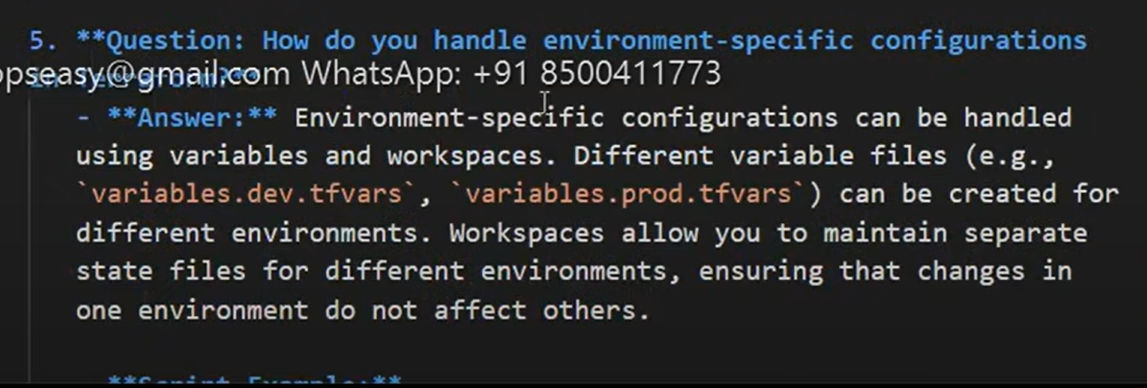 5. **Question: How do you handle environment-specific configurations
opseasy@gmail.com WhatsApp: +91 8500411773
- **Answer:** Environment-specific configurations can be handled
using variables and workspaces. Different variable files (e.g.,
`variables.dev.tfvars`, `variables.prod.tfvars`) can be created for
different environments. Workspaces allow you to maintain separate
state files for different environments, ensuring that changes in
one environment do not affect others.
**Script Example:**